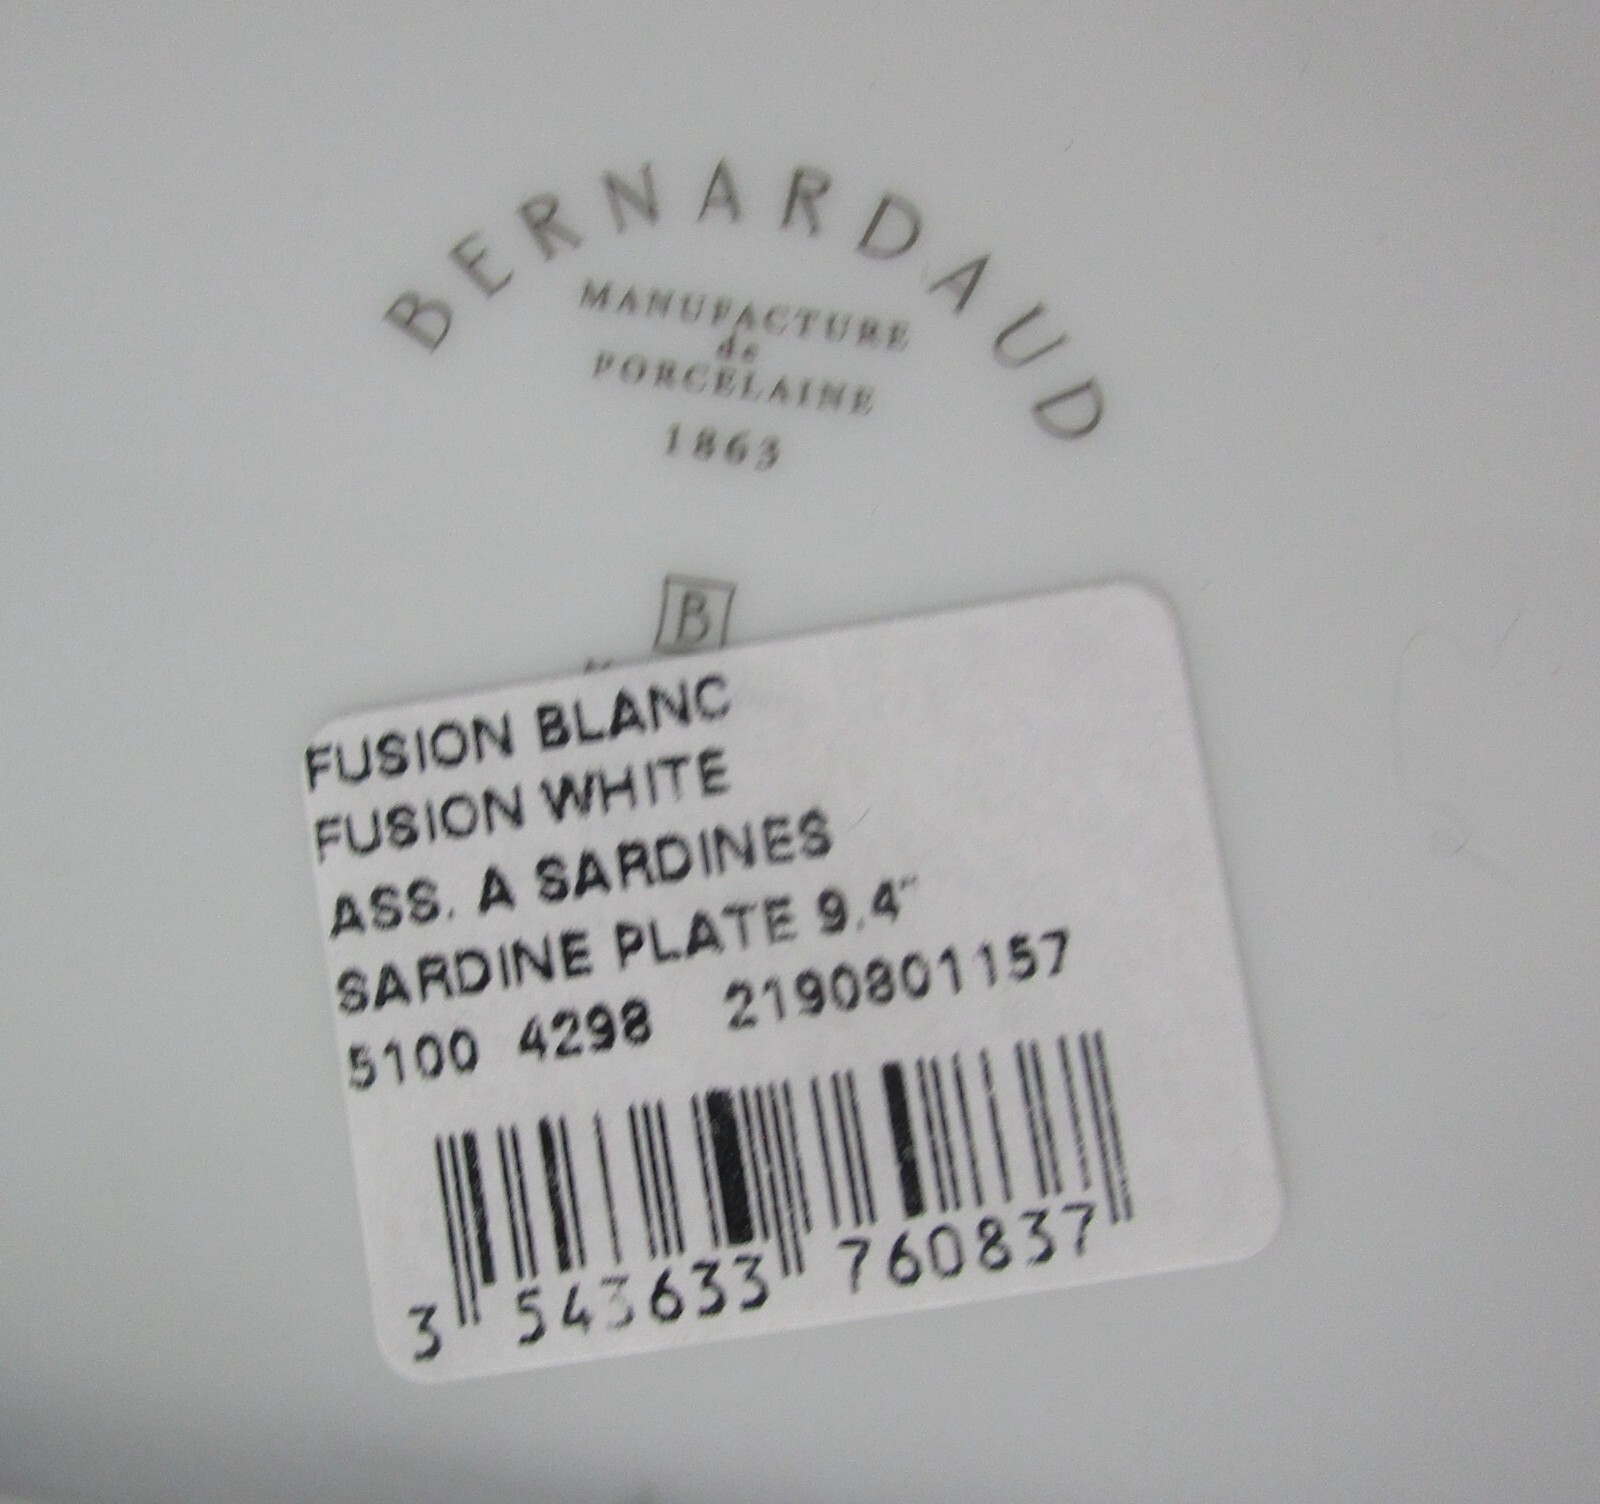 BERNARDAUD
MANUFACTURE
de
PORCELAINE
1863
B
FUSION BLANC
FUSION WHITE
ASS. A SARDINES
SARDINE PLATE 9.4"
5100 4298 2190801157
3 543633 760837